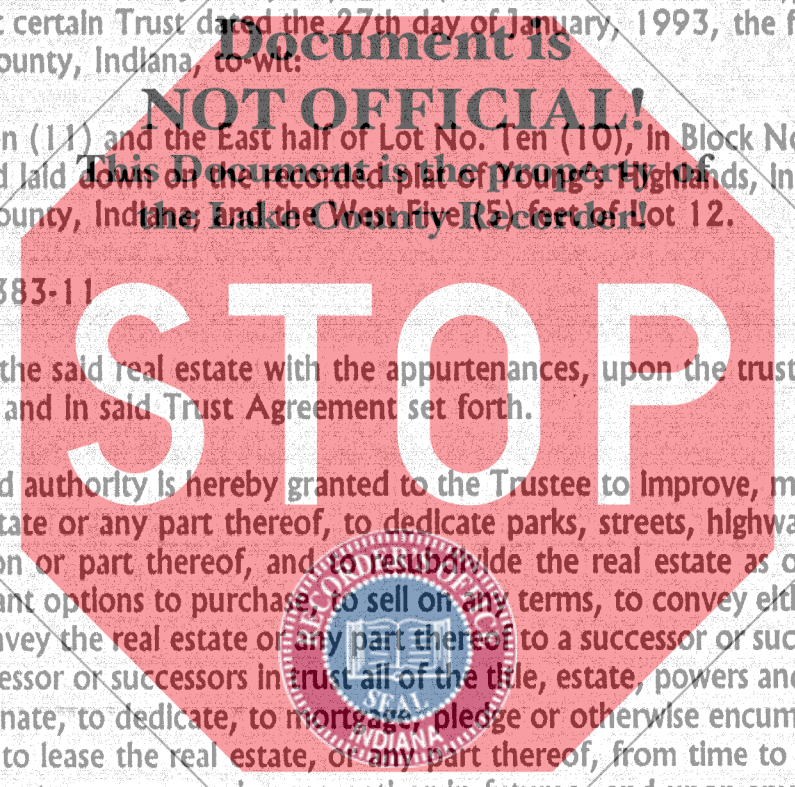 certain Trust dated the 27th day of January, 1993, the f
Document is
ounty, Indiana, to-wit:
NOT OFFICIAL!
n (11) and the East half of Lot No. Ten (10), in Block No
This Document is the property of
d laid down on the recorded plat of Young's Highlands, in
the Lake County Recorder!
ounty, Indiana; and the West Five (5) feet of Lot 12.
383-11
STOP
the said real estate with the appurtenances, upon the trust
and in said Trust Agreement set forth.
d authority is hereby granted to the Trustee to improve, m
tate or any part thereof, to dedicate parks, streets, highwa
on or part thereof, and to resubdivide the real estate as o
ant options to purchase, to sell on any terms, to convey eith
nvey the real estate or any part thereof to a successor or suc
essor or successors in trust all of the title, estate, powers and
nate, to dedicate, to mortgage, pledge or otherwise encum
to lease the real estate, or any part thereof, from time to
RECORDER'S OFFICE
SEAL
INDIANA